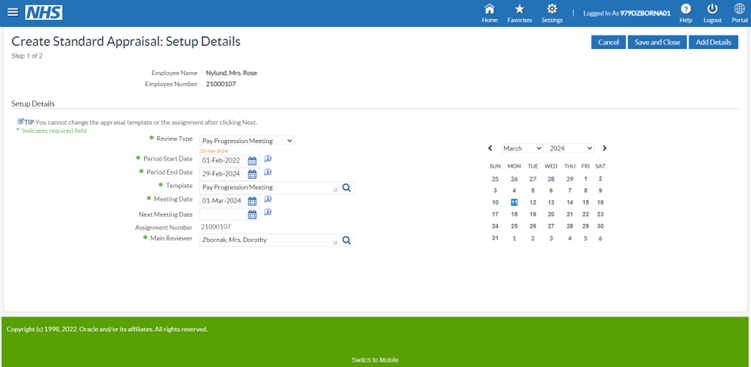 NHS
Home Favorites Settings Logged In As 979DZBORNA01 Help Logout Portal
Create Standard Appraisal: Setup Details
Cancel Save and Close Add Details
Step 1 of 2
Employee Name Nylund, Mrs. Rose
Employee Number 21000107
Setup Details
TIP You cannot change the appraisal template or the assignment after clicking Next.
* Indicates required field
* Review Type Pay Progression Meeting
(25-Feb-2024)
* Period Start Date 01-Feb-2022
* Period End Date 29-Feb-2024
* Template Pay Progression Meeting
* Meeting Date 01-Mar-2024
Next Meeting Date
Assignment Number 21000107
* Main Reviewer Zbornak, Mrs. Dorothy
March 2024
SUN MON TUE WED THU FRI SAT
25 26 27 28 29 1 2
3 4 5 6 7 8 9
10 11 12 13 14 15 16
17 18 19 20 21 22 23
24 25 26 27 28 29 30
31 1 2 3 4 5 6
Copyright (c) 1998, 2022, Oracle and/or its affiliates. All rights reserved.
Switch to Mobile